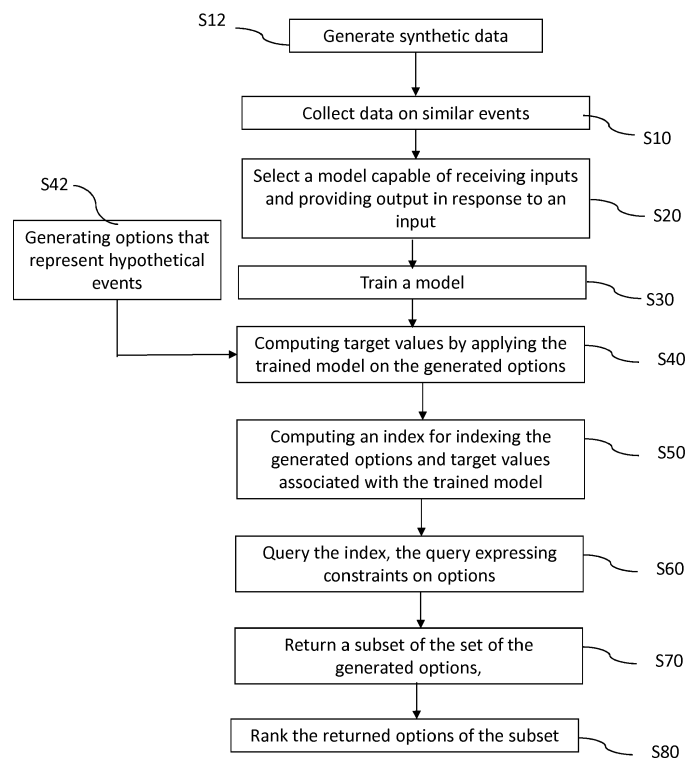 S12
Generate synthetic data
Collect data on similar events
S10
Select a model capable of receiving inputs
and providing output in response to an
input
S20
S42
Generating options that
represent hypothetical
events
Train a model
S30
Computing target values by applying the
trained model on the generated options
S40
Computing an index for indexing the
generated options and target values
associated with the trained model
S50
Query the index, the query expressing
constraints on options
S60
Return a subset of the set of the
generated options,
S70
Rank the returned options of the subset
S80